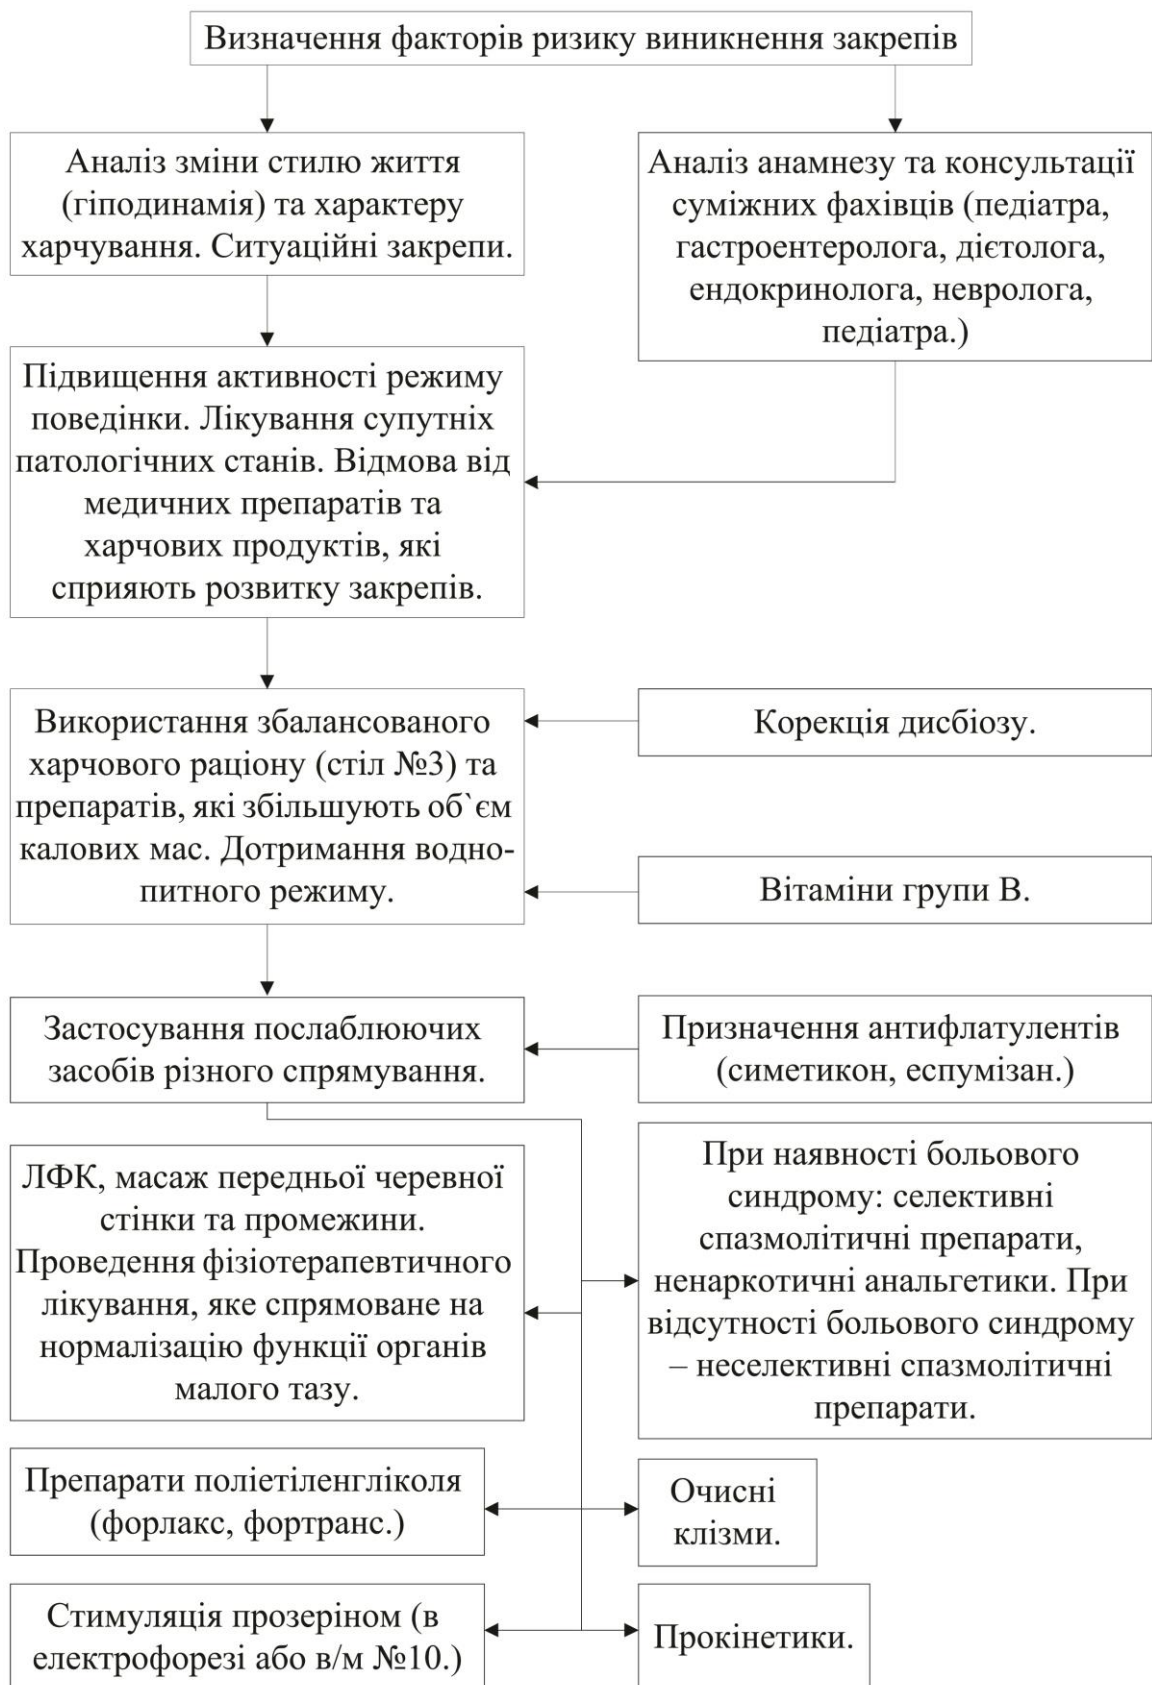 Визначення факторів ризику виникнення закрепів
Аналіз зміни стилю життя
(гіподинамія) та характеру
харчування. Ситуаційні закрепи.
Аналіз анамнезу та консультації
суміжних фахівців (педіатра,
гастроентеролога, дієтолога,
ендокринолога, невролога,
педіатра.)
Підвищення активності режиму
поведінки. Лікування супутніх
патологічних станів. Відмова від
медичних препаратів та
харчових продуктів, які
сприяють розвитку закрепів.
Використання збалансованого
харчового раціону (стіл №3) та
препаратів, які збільшують об`єм
калових мас. Дотримання водно-
питного режиму.
Корекція дисбіозу.
Вітаміни групи В.
Застосування послаблюючих
засобів різного спрямування.
Призначення антифлатулентів
(симетикон, еспумізан.)
ЛФК, масаж передньої черевної
стінки та промежини.
Проведення фізіотерапевтичного
лікування, яке спрямоване на
нормалізацію функції органів
малого тазу.
При наявності больового
синдрому: селективні
спазмолітичні препарати,
ненаркотичні анальгетики. При
відсутності больового синдрому
– неселективні спазмолітичні
препарати.
Препарати поліетіленгліколя
(форлакс, фортранс.)
Очисні
клізми.
Стимуляція прозеріном (в
електрофорезі або в/м №10.)
Прокінетики.